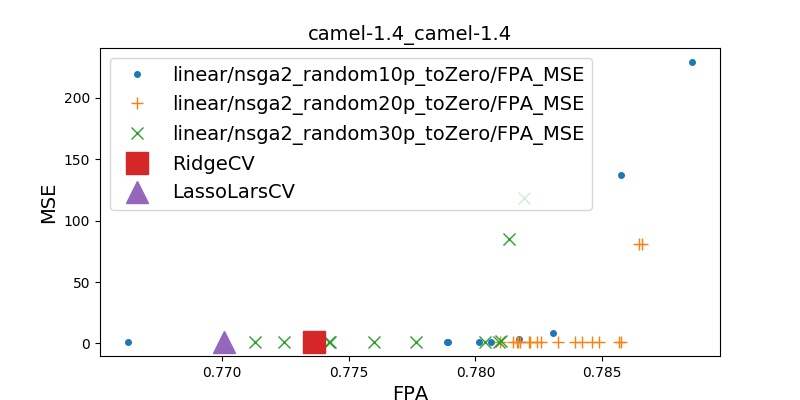 camel-1.4_camel-1.4
linear/nsga2_random10p_toZero/FPA_MSE
linear/nsga2_random20p_toZero/FPA_MSE
linear/nsga2_random30p_toZero/FPA_MSE
RidgeCV
LassoLarsCV
MSE
200
150
100
50
0
0.770 0.775 0.780 0.785
FPA